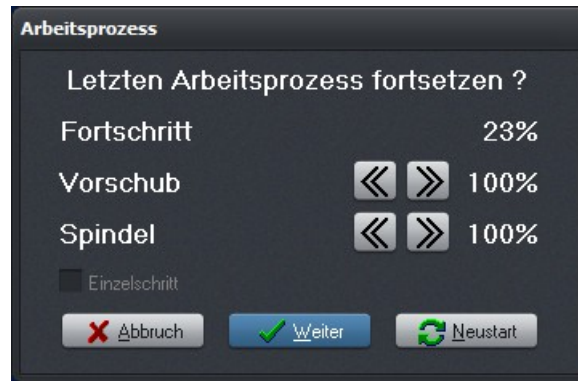 Arbeitsprozess
Letzten Arbeitsprozess fortsetzen ?
Fortschritt 23%
Vorschub 100%
Spindel 100%
Einzelschritt
Abbruch Weiter Neustart